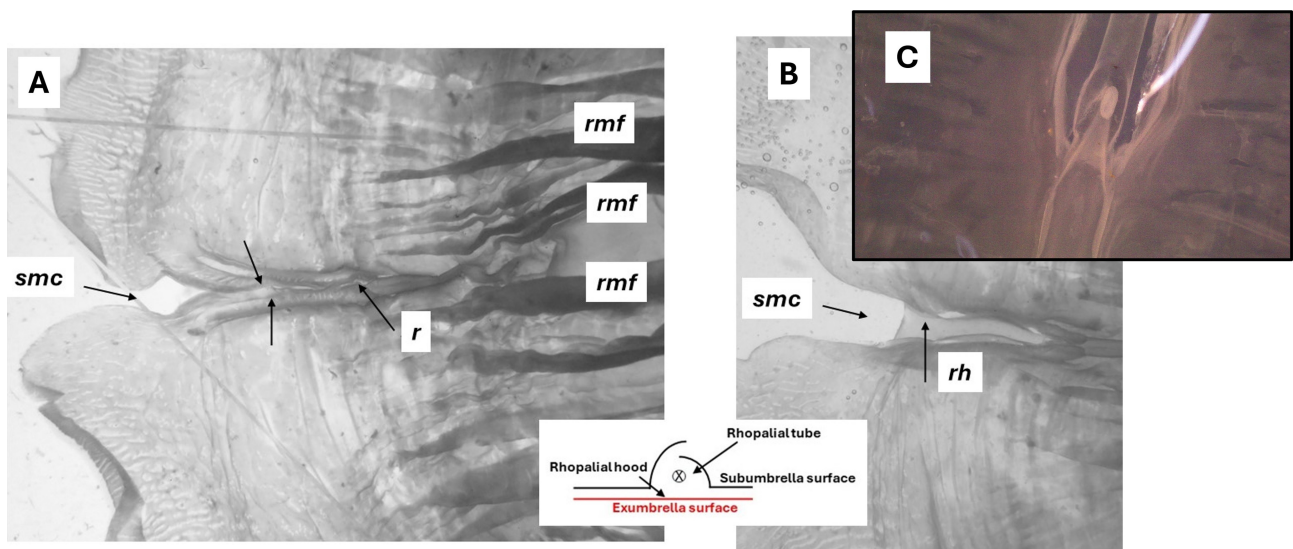 A
rmf
rmf
smc
rmf
r
B
C
smc
rh
Rhopalial tube
Rhopalial hood
Subumbrella surface
Exumbrella surface